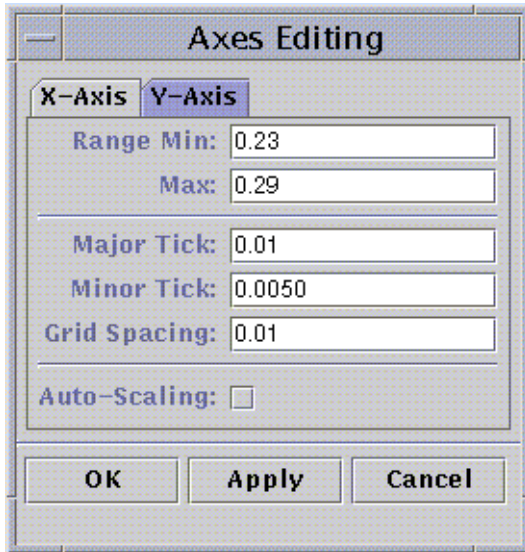 Axes Editing
X-Axis Y-Axis
Range Min: 0.23
Max: 0.29
Major Tick: 0.01
Minor Tick: 0.0050
Grid Spacing: 0.01
Auto-Scaling:
OK Apply Cancel